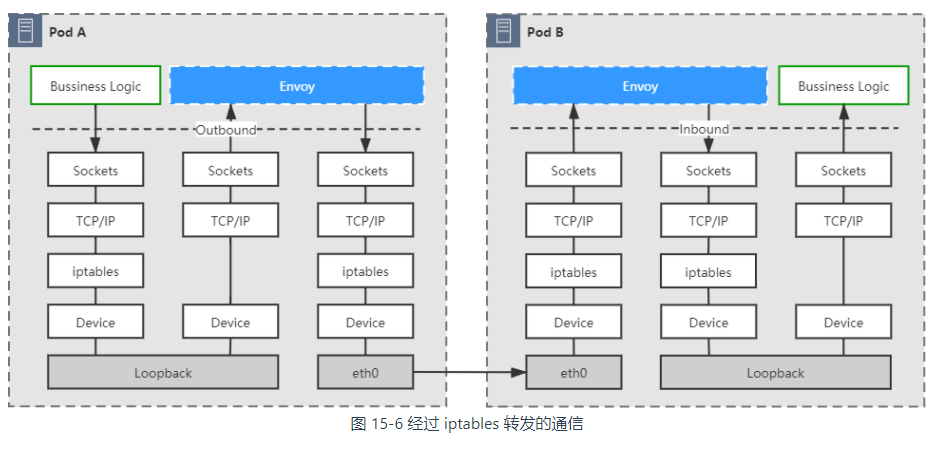 Pod A
Pod B
Bussiness Logic
Envoy
Envoy
Bussiness Logic
Outbound
Inbound
Sockets
Sockets
Sockets
Sockets
Sockets
Sockets
TCP/IP
TCP/IP
TCP/IP
TCP/IP
TCP/IP
TCP/IP
iptables
iptables
iptables
iptables
Device
Device
Device
Device
Device
Device
Loopback
eth0
eth0
Loopback
图 15-6 经过 iptables 转发的通信